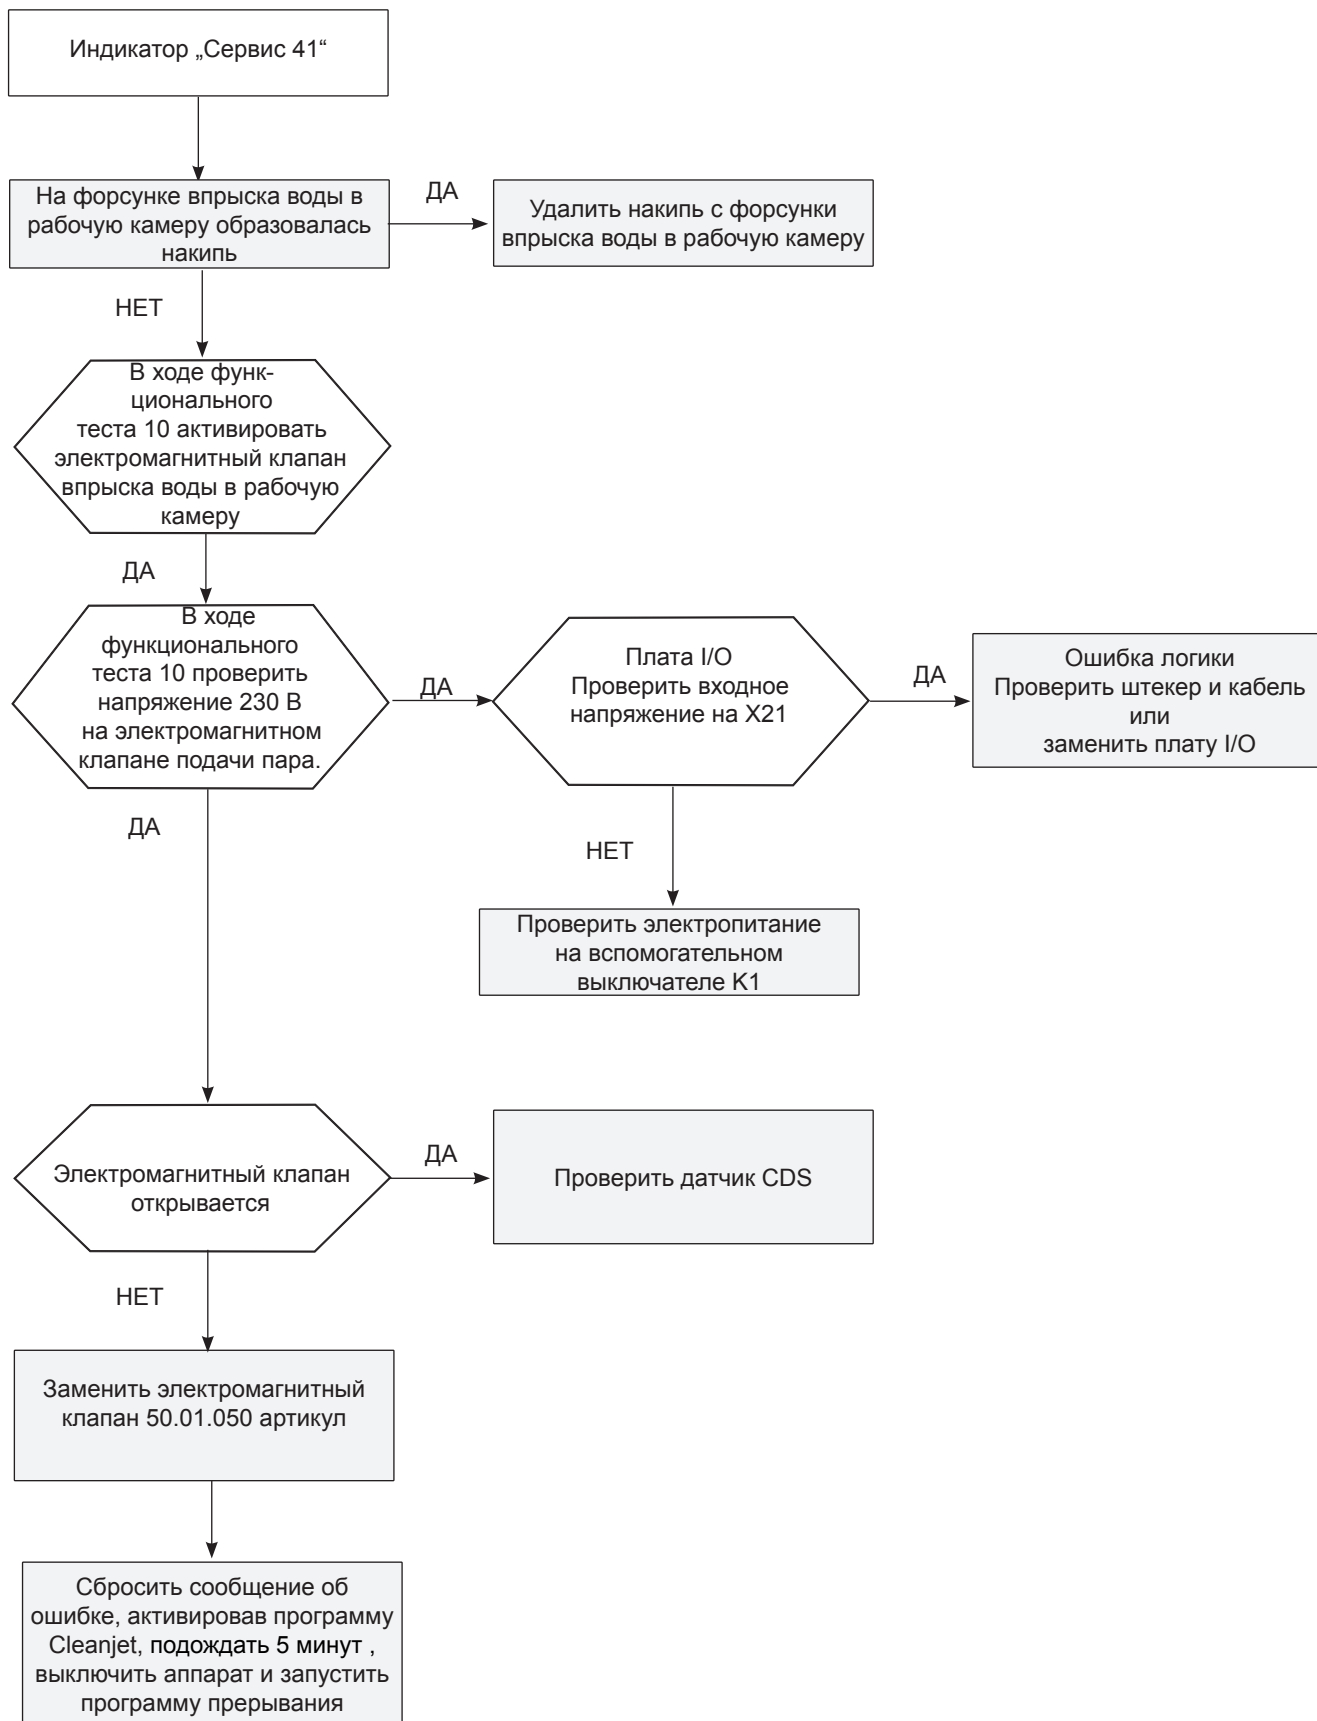 Индикатор „Сервис 41“
На форсунке впрыска воды в
рабочую камеру образовалась
накипь
ДА
Удалить накипь с форсунки
впрыска воды в рабочую камеру
НЕТ
В ходе функ-
ционального
теста 10 активировать
электромагнитный клапан
впрыска воды в рабочую
камеру
ДА
В ходе
функционального
теста 10 проверить
напряжение 230 В
на электромагнитном
клапане подачи пара.
ДА
Плата I/O
Проверить входное
напряжение на X21
ДА
Ошибка логики
Проверить штекер и кабель
или
заменить плату I/O
ДА
НЕТ
Проверить электропитание
на вспомогательном
выключателе K1
Электромагнитный клапан
открывается
ДА
Проверить датчик CDS
НЕТ
Заменить электромагнитный
клапан 50.01.050 артикул
Сбросить сообщение об
ошибке, активировав программу
Cleanjet, подождать 5 минут ,
выключить аппарат и запустить
программу прерывания